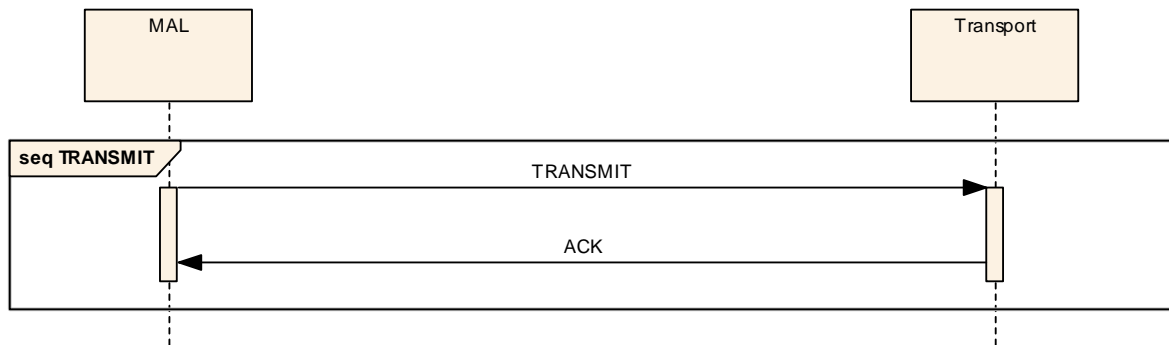 MAL
Transport
seq TRANSMIT
TRANSMIT
ACK